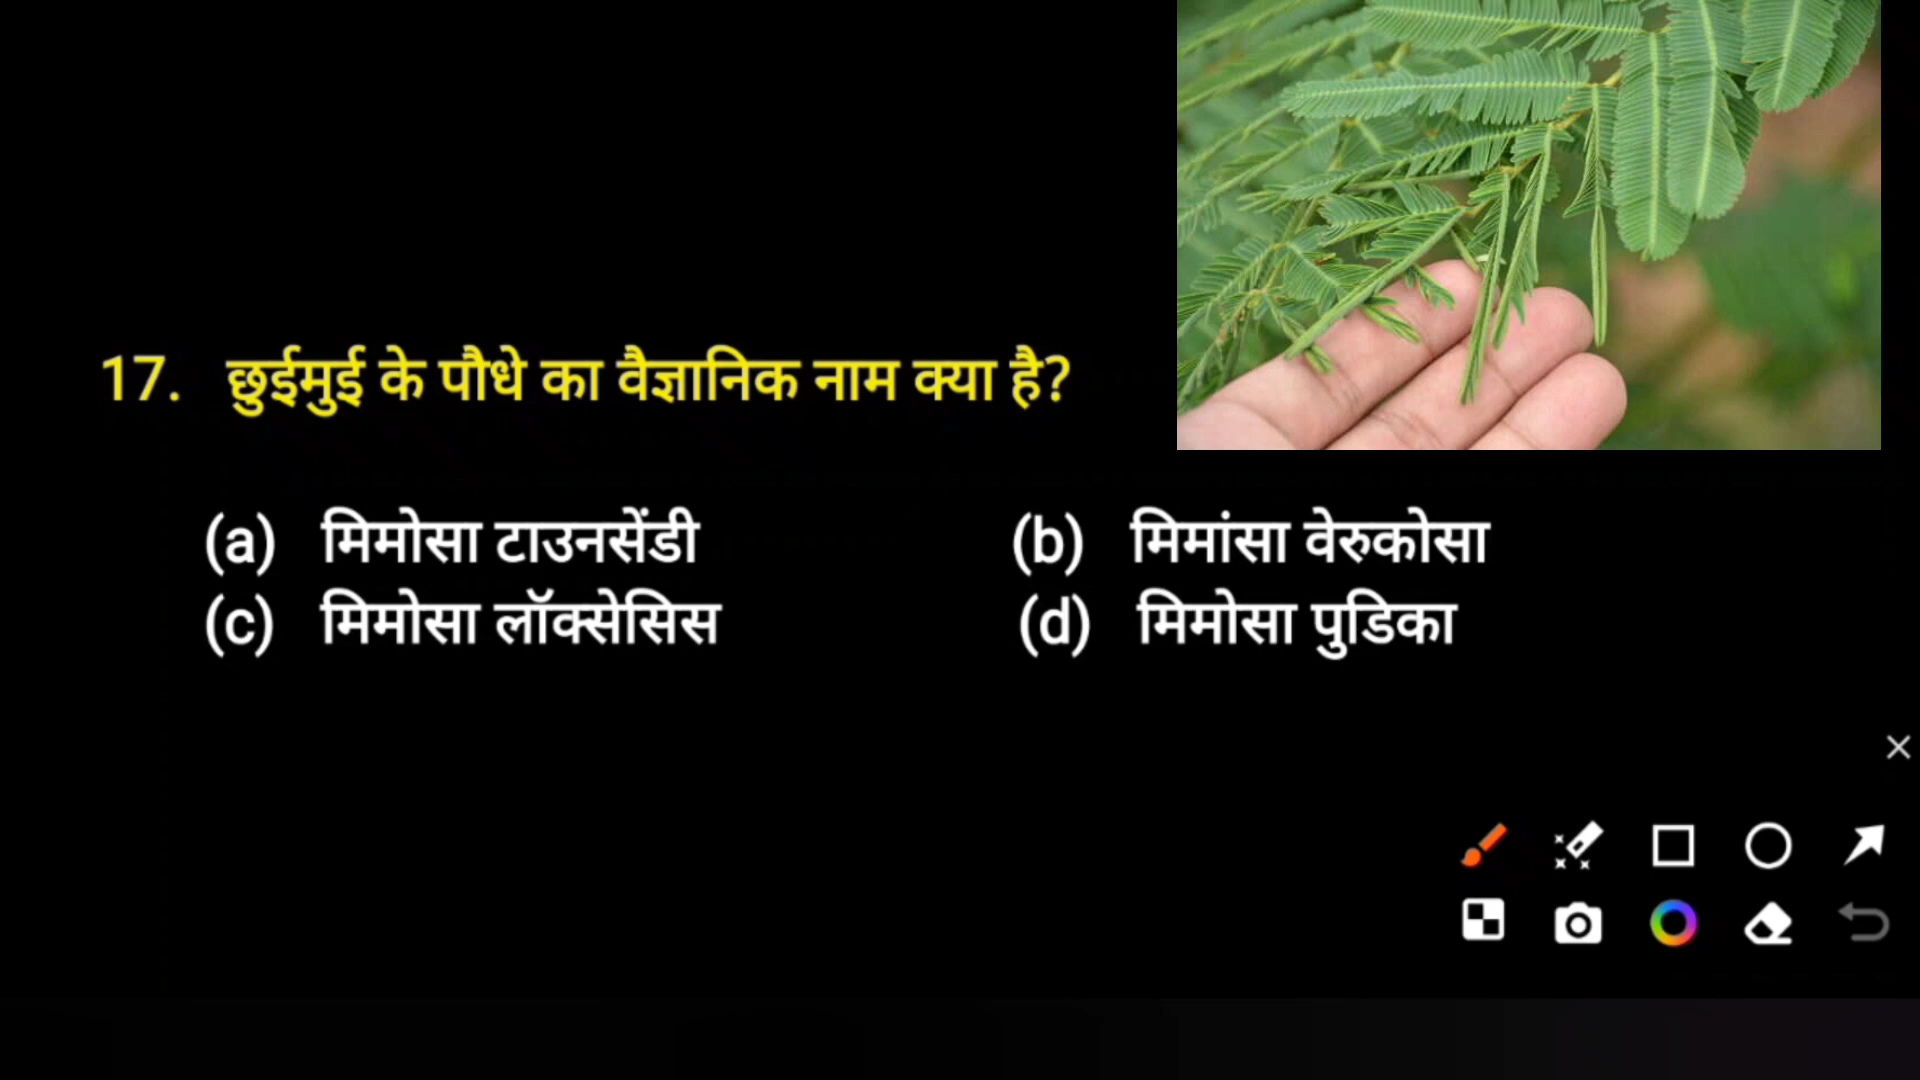 17. छुईमुई के पौधे का वैज्ञानिक नाम क्या है?
(a) मिमोसा टाउनसेंडी (b) मिमांसा वेरुकोसा
(c) मिमोसा लॉक्सेसिस (d) मिमोसा पुडिका